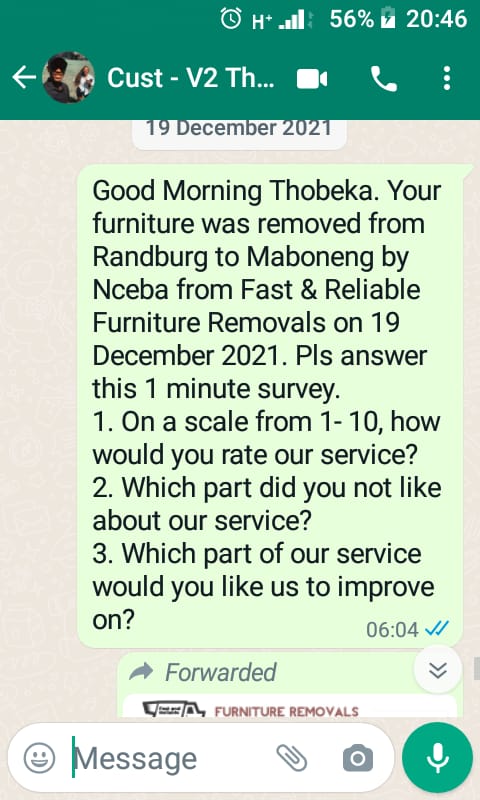 H+ 56% 20:46
Cust - V2 Th...
19 December 2021
Good Morning Thobeka. Your
furniture was removed from
Randburg to Maboneng by
Nceba from Fast & Reliable
Furniture Removals on 19
December 2021. Pls answer
this 1 minute survey.
1. On a scale from 1- 10, how
would you rate our service?
2. Which part did you not like
about our service?
3. Which part of our service
would you like us to improve
on?
06:04
Forwarded
FURNITURE REMOVALS
Message